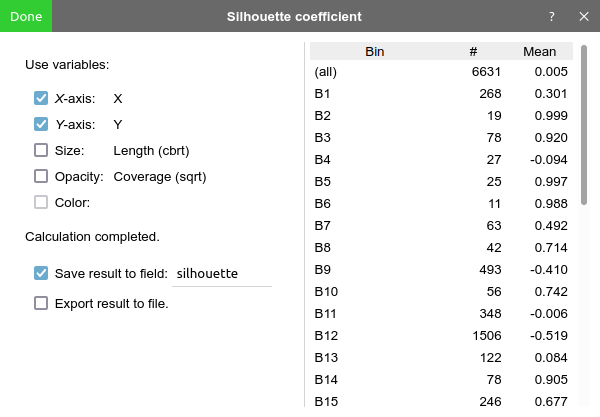 Done Silhouette coefficient ? ×
Use variables:
X-axis: X
Y-axis: Y
Size: Length (cbrt)
Opacity: Coverage (sqrt)
Color:
Calculation completed.
Save result to field: silhouette
Export result to file.
Bin # Mean
(all) 6631 0.005
B1 268 0.301
B2 19 0.999
B3 78 0.920
B4 27 -0.094
B5 25 0.997
B6 11 0.988
B7 63 0.492
B8 42 0.714
B9 493 -0.410
B10 56 0.742
B11 348 -0.006
B12 1506 -0.519
B13 122 0.084
B14 78 0.905
B15 246 0.677